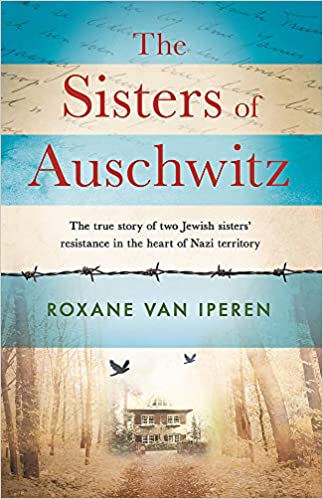 The
Sisters of
Auschwitz
The true story of two Jewish sisters'
resistance in the heart of Nazi territory
ROXANE VAN IPEREN